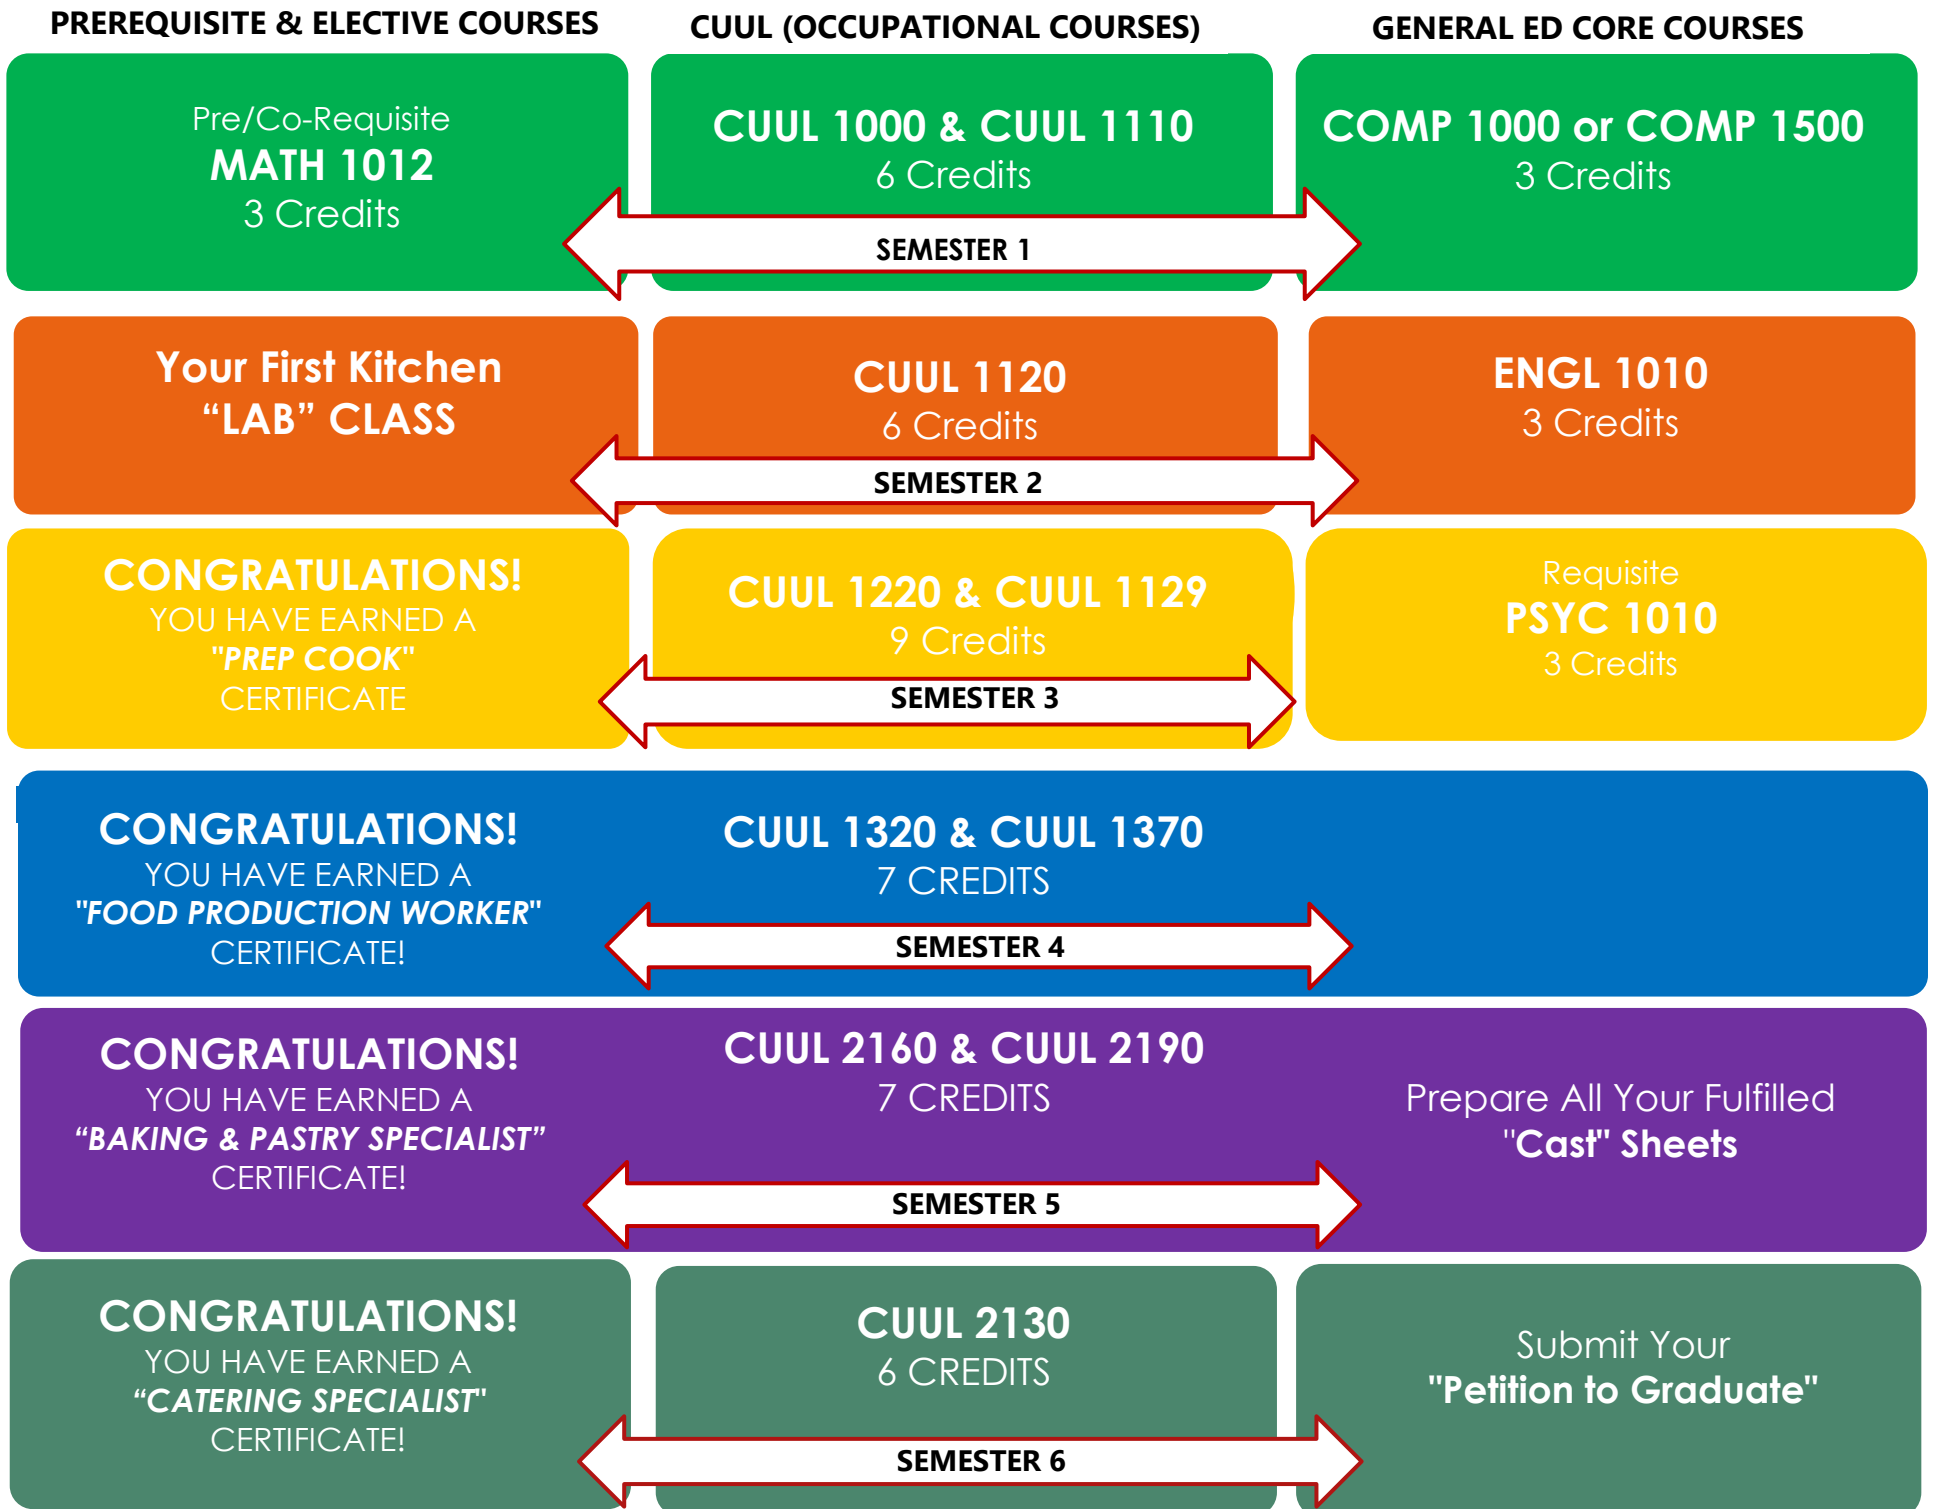 PREREQUISITE & ELECTIVE COURSES
CUUL (OCCUPATIONAL COURSES)
GENERAL ED CORE COURSES
Pre/Co-Requisite
MATH 1012
3 Credits
CUUL 1000 & CUUL 1110
6 Credits
COMP 1000 or COMP 1500
3 Credits
SEMESTER 1
Your First Kitchen
“LAB” CLASS
CUUL 1120
6 Credits
ENGL 1010
3 Credits
SEMESTER 2
CONGRATULATIONS!
YOU HAVE EARNED A
"PREP COOK"
CERTIFICATE
CUUL 1220 & CUUL 1129
9 Credits
Requisite
PSYC 1010
3 Credits
SEMESTER 3
CONGRATULATIONS!
YOU HAVE EARNED A
"FOOD PRODUCTION WORKER"
CERTIFICATE!
CUUL 1320 & CUUL 1370
7 CREDITS
SEMESTER 4
CONGRATULATIONS!
YOU HAVE EARNED A
“BAKING & PASTRY SPECIALIST”
CERTIFICATE!
CUUL 2160 & CUUL 2190
7 CREDITS
Prepare All Your Fulfilled
"Cast" Sheets
SEMESTER 5
CONGRATULATIONS!
YOU HAVE EARNED A
“CATERING SPECIALIST"
CERTIFICATE!
CUUL 2130
6 CREDITS
Submit Your
"Petition to Graduate"
SEMESTER 6